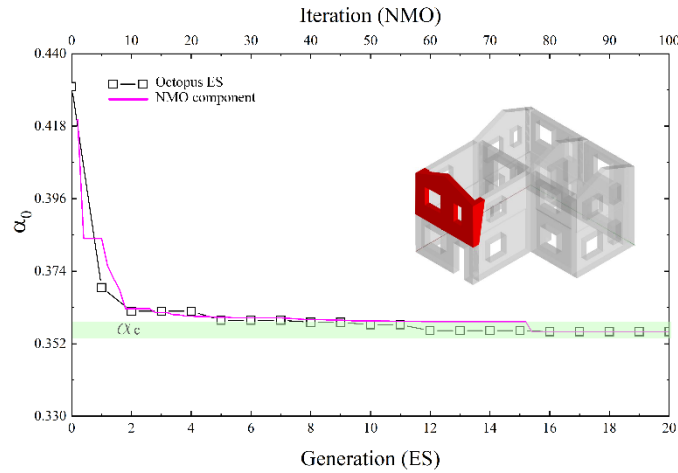 Iteration (NMO)
0 10 20 30 40 50 60 70 80 90 100
0.440
0.418
0.396
0.374
0.352
0.330
α₀
Octopus ES
NMO component
α c
0 2 4 6 8 10 12 14 16 18 20
Generation (ES)